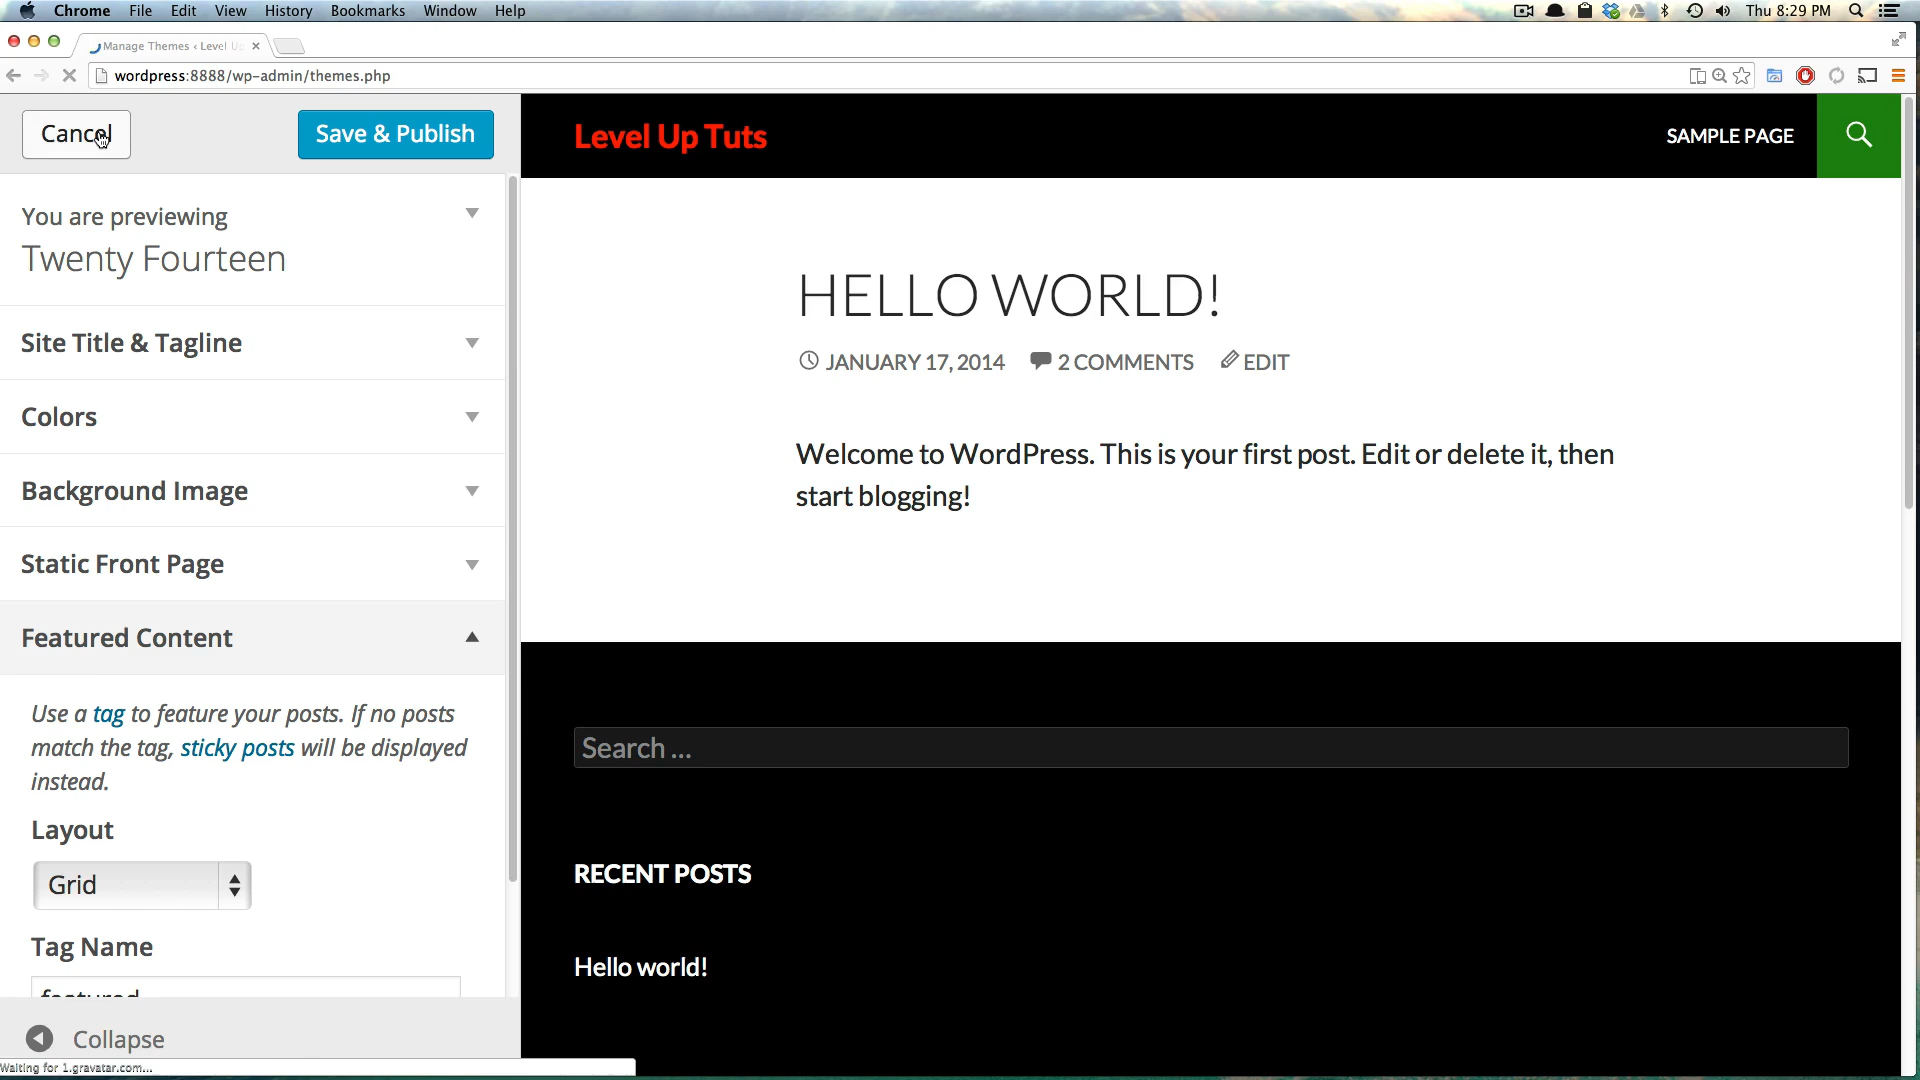 Chrome File Edit View History Bookmarks Window Help Thu 8:29 PM
Manage Themes ‹ Level U
wordpress:8888/wp-admin/themes.php
Cancel
Save & Publish
Level Up Tuts
SAMPLE PAGE
You are previewing
Twenty Fourteen
Site Title & Tagline
Colors
Background Image
Static Front Page
Featured Content
Use a tag to feature your posts. If no posts
match the tag, sticky posts will be displayed
instead.
Layout
Grid
Tag Name
featured
Collapse
Waiting for 1.gravatar.com...
HELLO WORLD!
JANUARY 17, 2014 2 COMMENTS EDIT
Welcome to WordPress. This is your first post. Edit or delete it, then
start blogging!
Search ...
RECENT POSTS
Hello world!